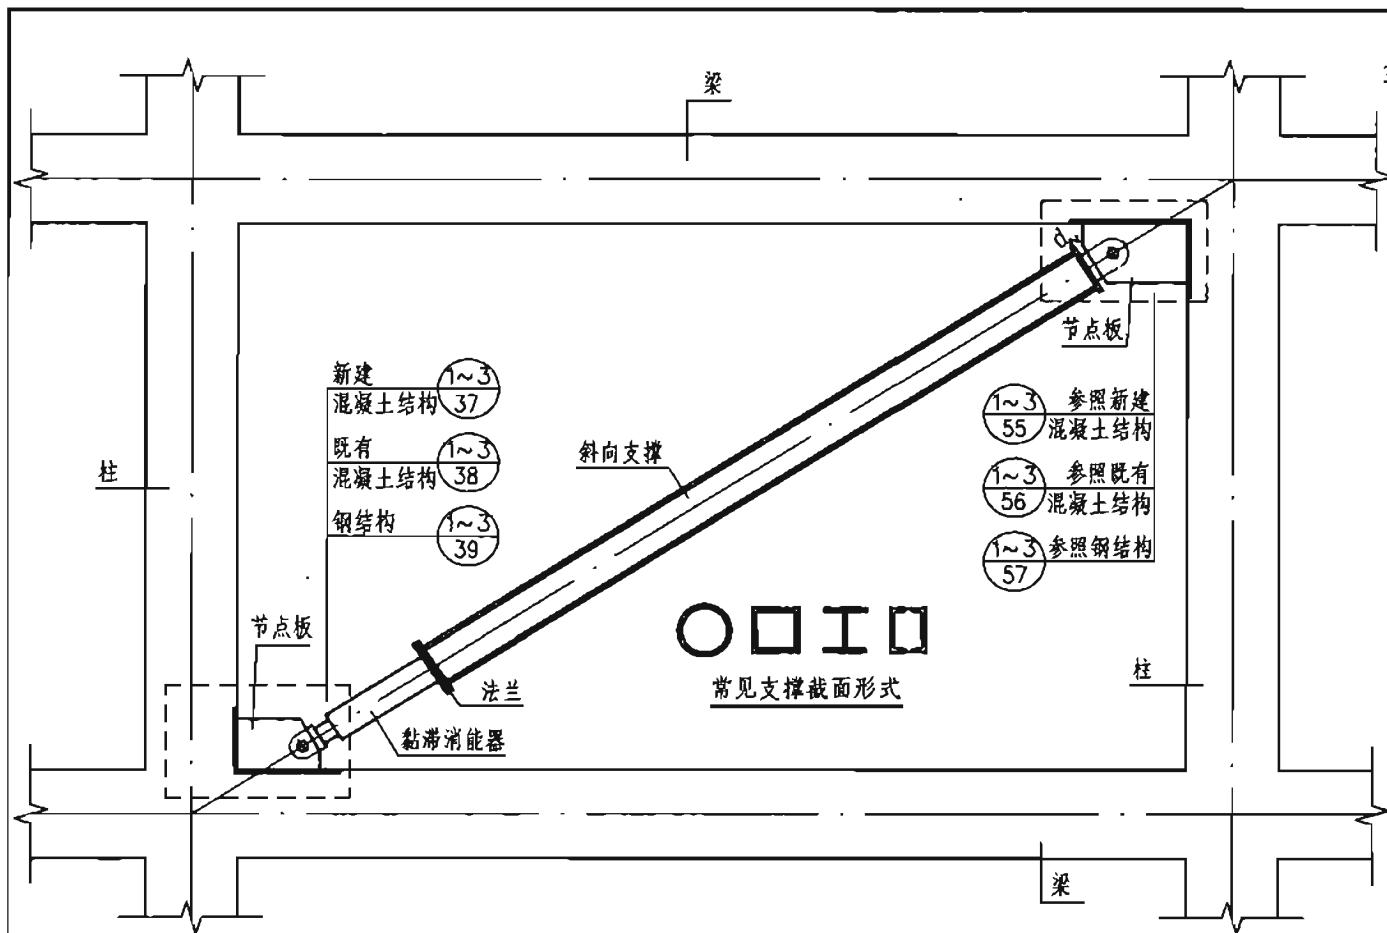 梁
d
节点板
新建
1~3
混凝土结构
37
既有
1~3
混凝土结构
38
钢结构
1~3
39
柱
斜向支撑
1~3
参照新建
55
混凝土结构
1~3
参照既有
56
混凝土结构
1~3
参照钢结构
57
节点板
法兰
黏滞消能器
常见支撑截面形式
柱
梁